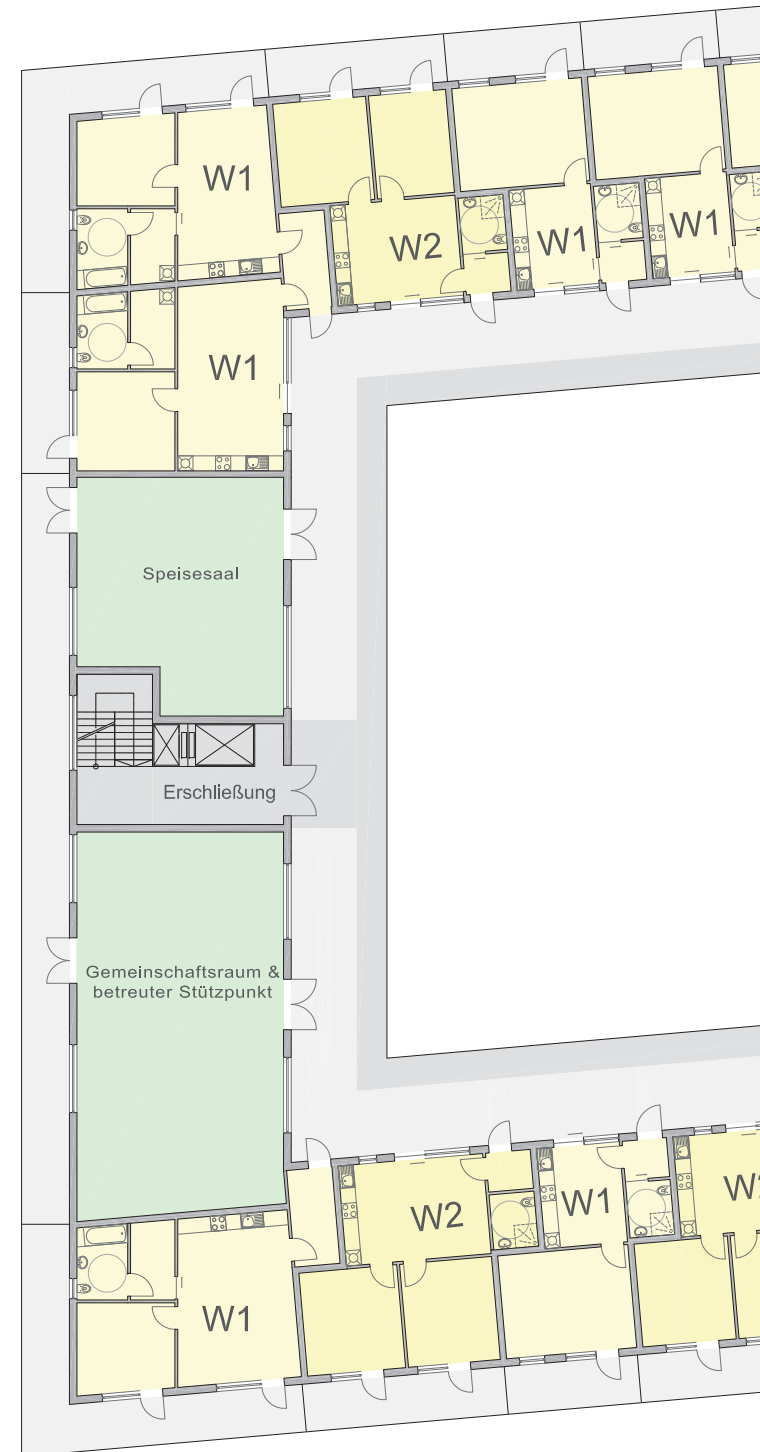 W1
W2
W1
W1
W1
Speisesaal
Erschließung
Gemeinschaftsraum &
betreuter Stützpunkt
W2
W1
W1